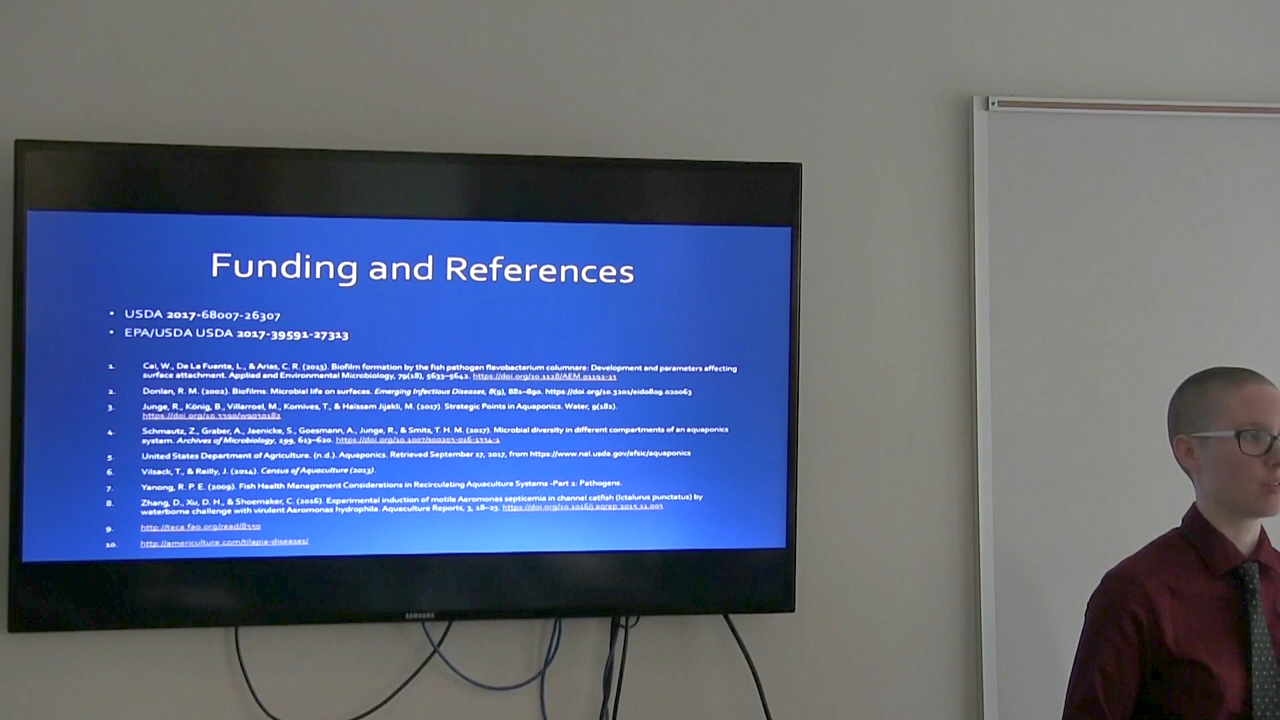 Funding and References
• USDA 2017-68007-26307
• EPA/USDA USDA 2017-39591-27313
1. Cai, W., De La Fuente, L., & Arias, C. R. (2013). Biofilm formation by the fish pathogen flavobacterium columnare: Development and parameters affecting
surface attachment. Applied and Environmental Microbiology, 79(18), 5633–5642. https://doi.org/10.1128/AEM.01192-13
2. Donlan, R. M. (2002). Biofilms: Microbial life on surfaces. Emerging Infectious Diseases, 8(9), 881–890. https://doi.org/10.3201/eid0809.020063
3. Junge, R., König, B., Villarroel, M., Komives, T., & Haïssam Jijakli, M. (2017). Strategic Points in Aquaponics. Water, 9(182).
https://doi.org/10.3390/w9030182
4. Schmautz, Z., Graber, A., Jaenicke, S., Goesmann, A., Junge, R., & Smits, T. H. M. (2017). Microbial diversity in different compartments of an aquaponics
system. Archives of Microbiology, 199, 613–620. https://doi.org/10.1007/s00203-016-1334-1
5. United States Department of Agriculture. (n.d.). Aquaponics. Retrieved September 17, 2017, from https://www.nal.usda.gov/afsic/aquaponics
6. Vilsack, T., & Reilly, J. (2014). Census of Aquaculture (2013).
7. Yanong, R. P. E. (2009). Fish Health Management Considerations in Recirculating Aquaculture Systems -Part 2: Pathogens.
8. Zhang, D., Xu, D. H., & Shoemaker, C. (2016). Experimental induction of motile Aeromonas septicemia in channel catfish (Ictalurus punctatus) by
waterborne challenge with virulent Aeromonas hydrophila. Aquaculture Reports, 3, 18–23. https://doi.org/10.1016/j.aqrep.2015.11.003
9. http://teca.fao.org/read/8350
10. http://americulture.com/tilapia-diseases/
SAMSUNG